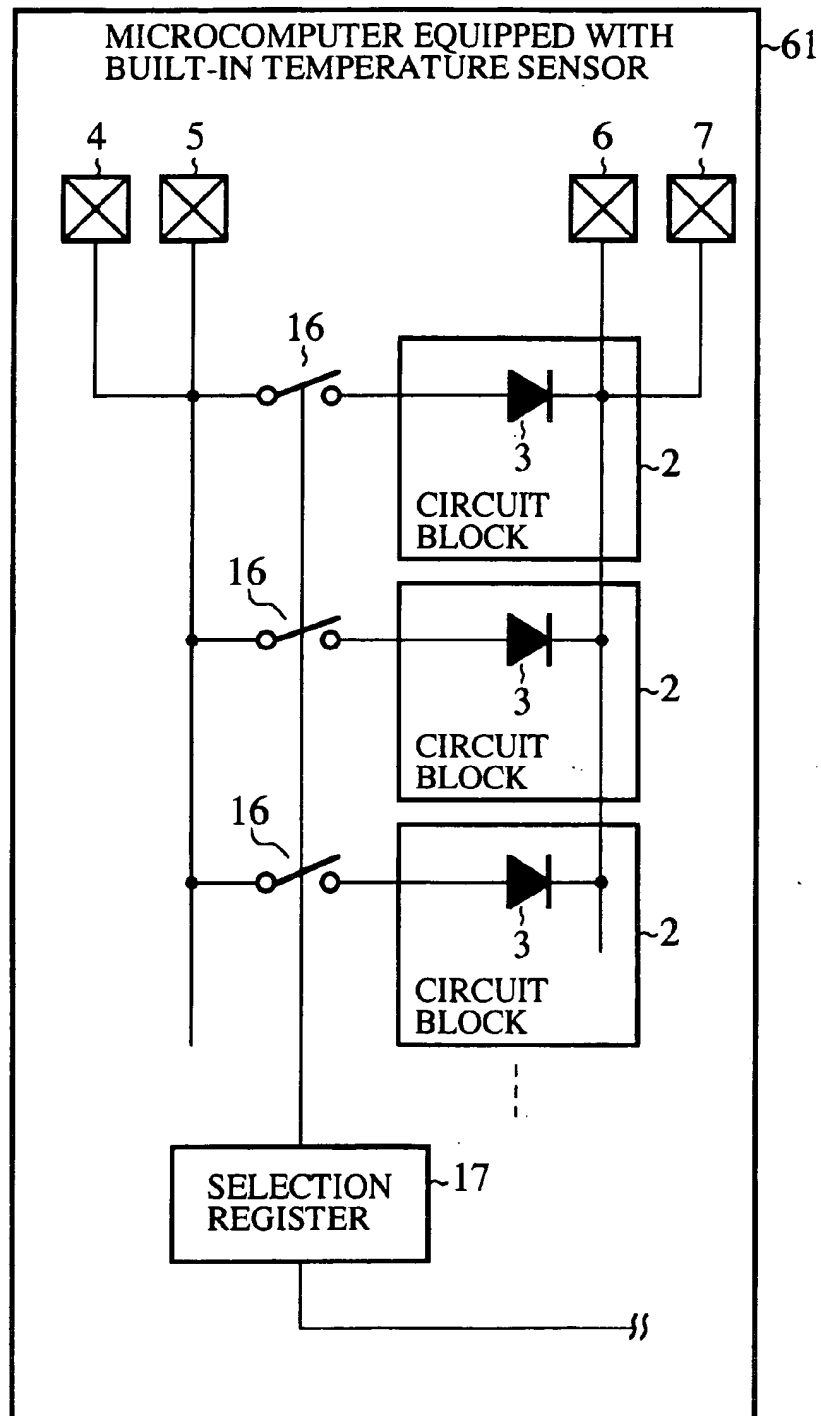 MICROCOMPUTER EQUIPPED WITH
BUILT-IN TEMPERATURE SENSOR
61
4
5
6
7
16
3
2
CIRCUIT
BLOCK
16
3
2
CIRCUIT
BLOCK
16
3
2
CIRCUIT
BLOCK
SELECTION
REGISTER
17